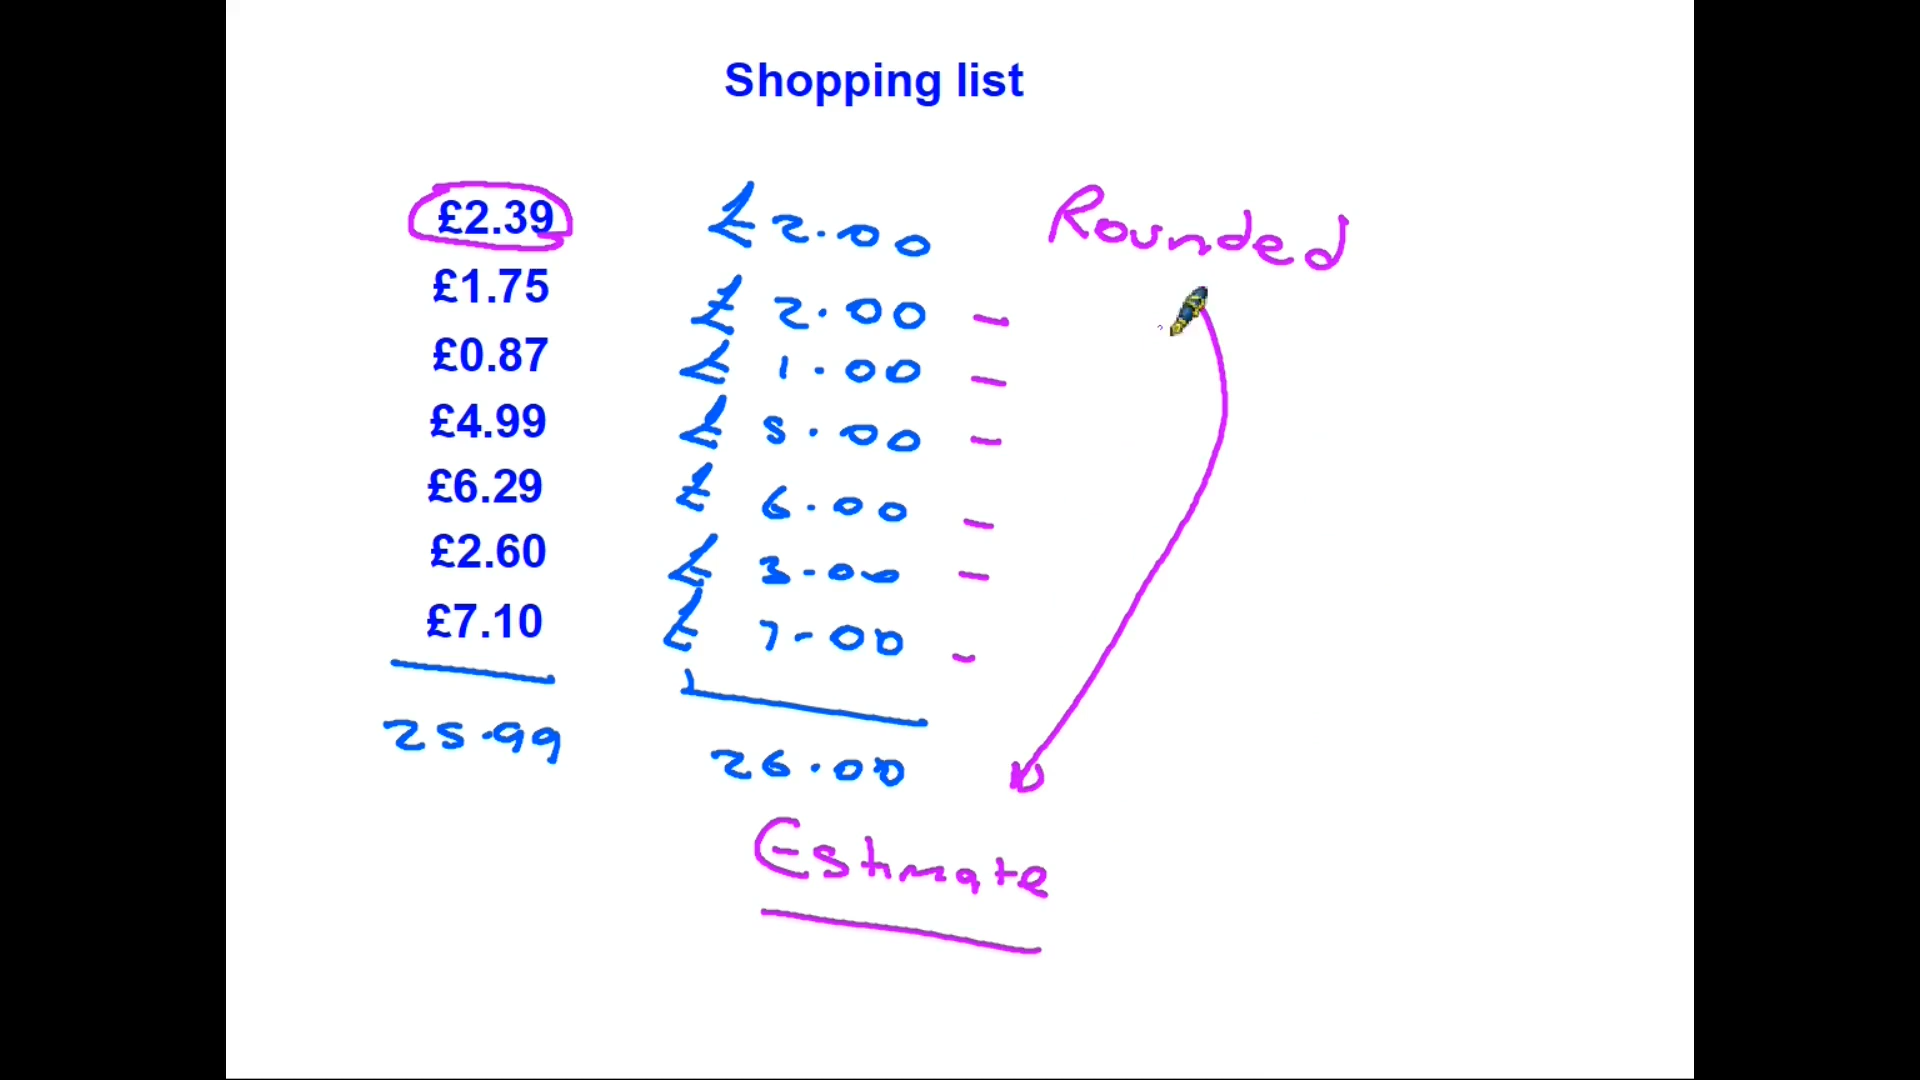 Shopping list
£2.39 £2.00 Rounded
£1.75 £2.00 -
£0.87 £1.00 -
£4.99 £5.00 -
£6.29 £6.00 -
£2.60 £3.00 -
£7.10 £7.00 -
25.99 26.00
Estimate